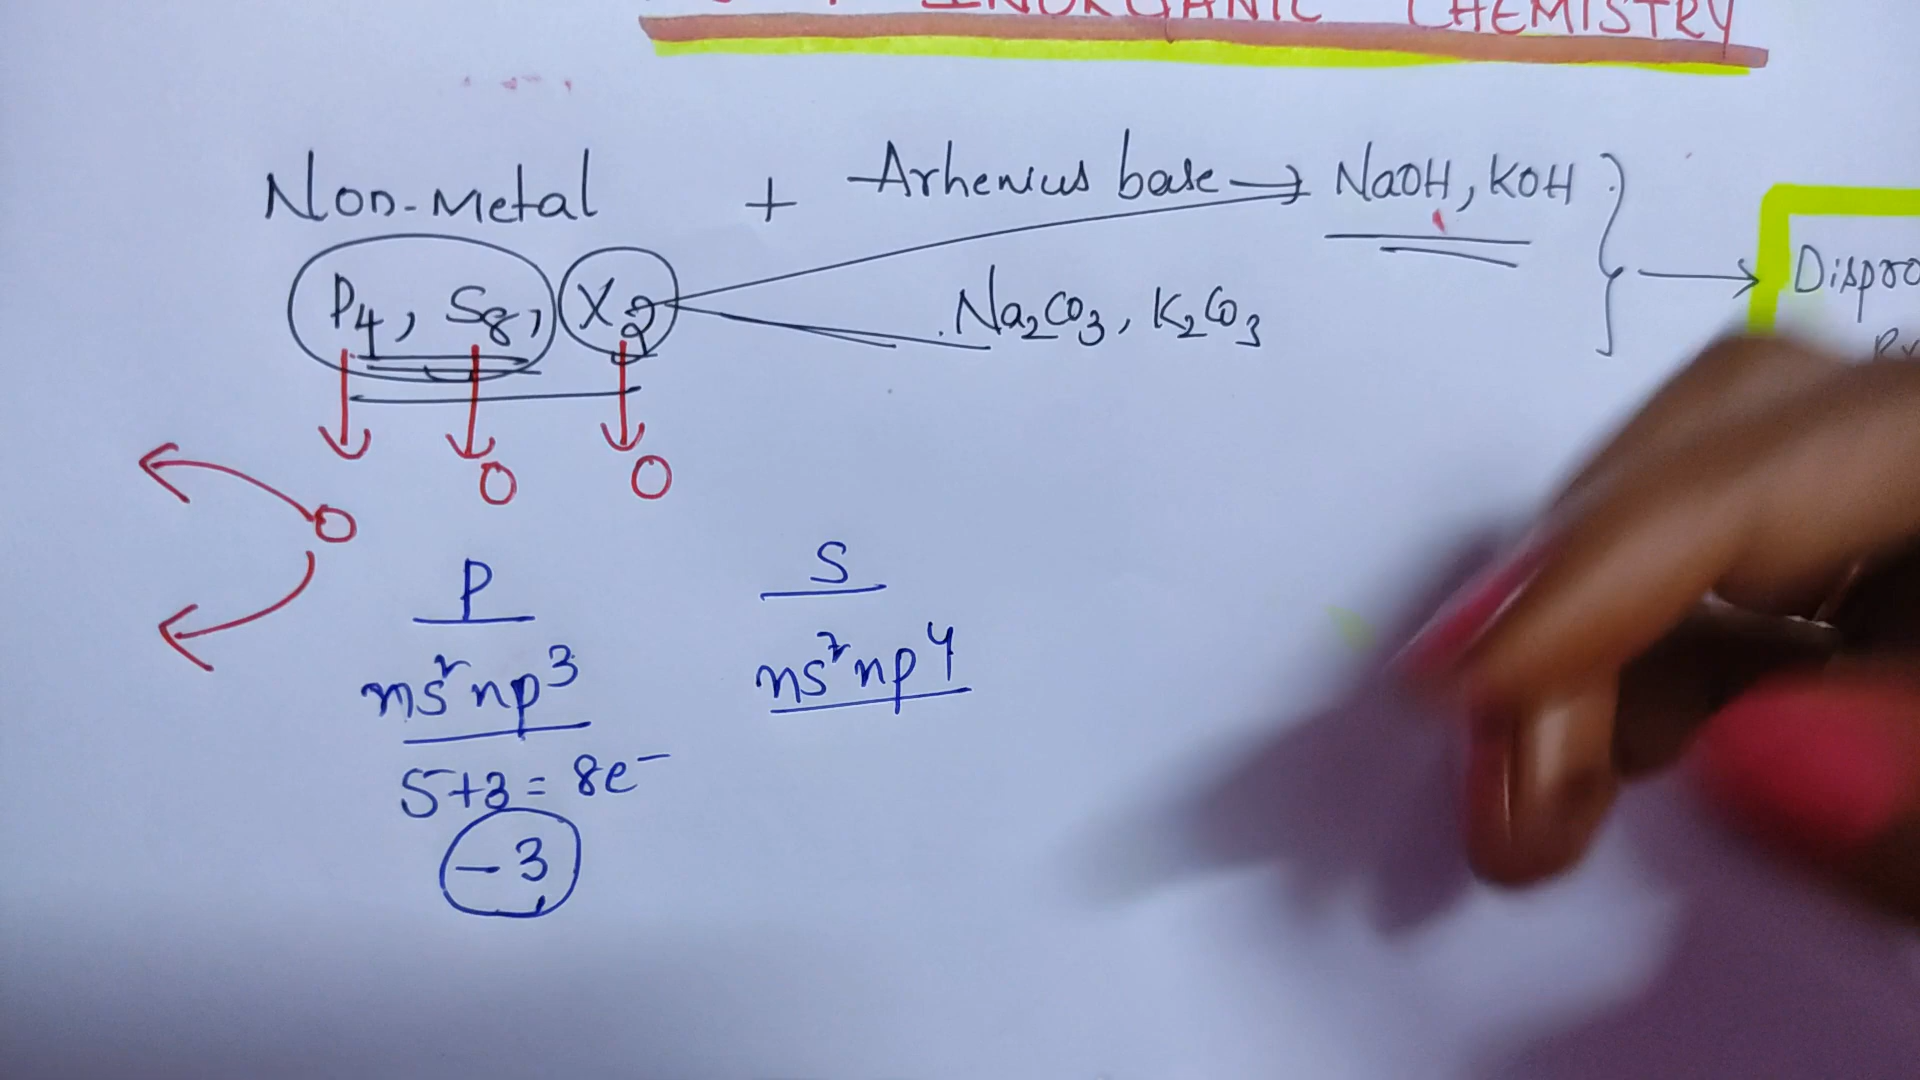 INORGANIC CHEMISTRY
Non-Metal + Arhenius base → NaOH, KOH
P₄, S₈, X₂ Na₂CO₃, K₂CO₃
Dispro
0 0
0
P S
ns²np³ ns²np⁴
5+3 = 8e⁻
-3